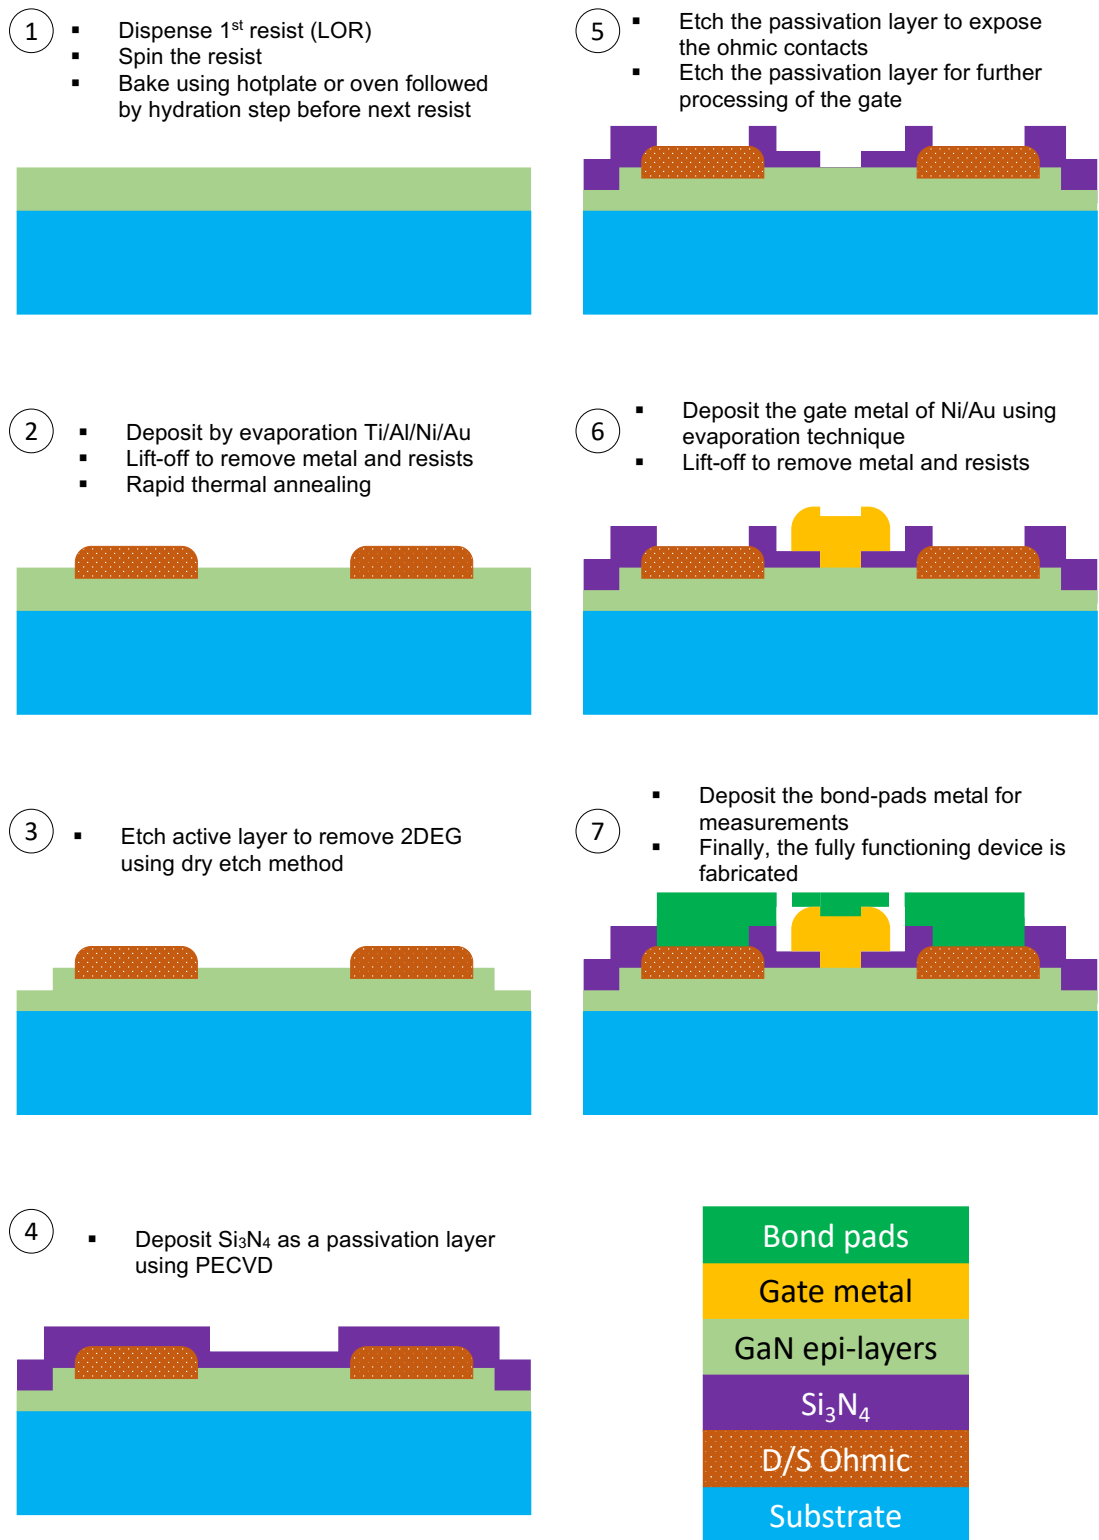 1
▪ Dispense 1st resist (LOR)
▪ Spin the resist
▪ Bake using hotplate or oven followed
by hydration step before next resist
2
▪ Deposit by evaporation Ti/Al/Ni/Au
▪ Lift-off to remove metal and resists
▪ Rapid thermal annealing
3
▪ Etch active layer to remove 2DEG
using dry etch method
4
▪ Deposit Si₃N₄ as a passivation layer
using PECVD
5
▪ Etch the passivation layer to expose
the ohmic contacts
▪ Etch the passivation layer for further
processing of the gate
6
▪ Deposit the gate metal of Ni/Au using
evaporation technique
▪ Lift-off to remove metal and resists
7
▪ Deposit the bond-pads metal for
measurements
▪ Finally, the fully functioning device is
fabricated
Bond pads
Gate metal
GaN epi-layers
Si₃N₄
D/S Ohmic
Substrate